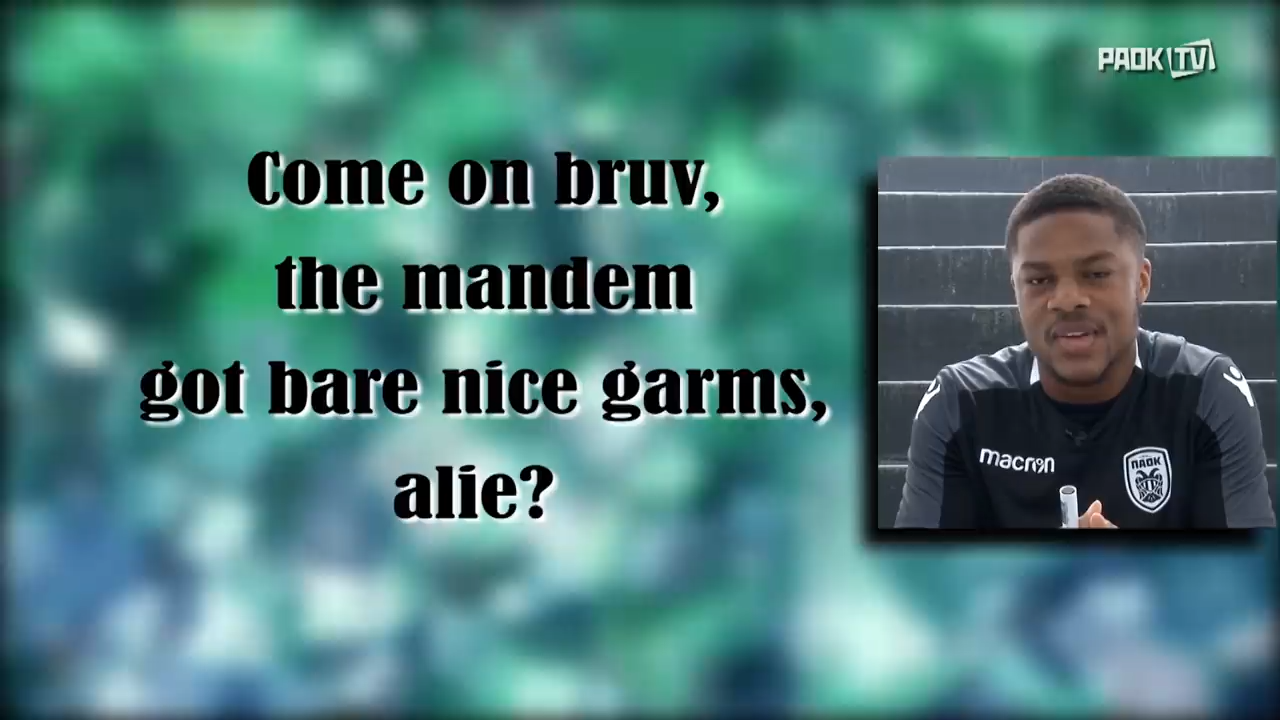 PAOK TV
Come on bruv,
the mandem
got bare nice garms,
alie?
macron
ΠΑΟΚ